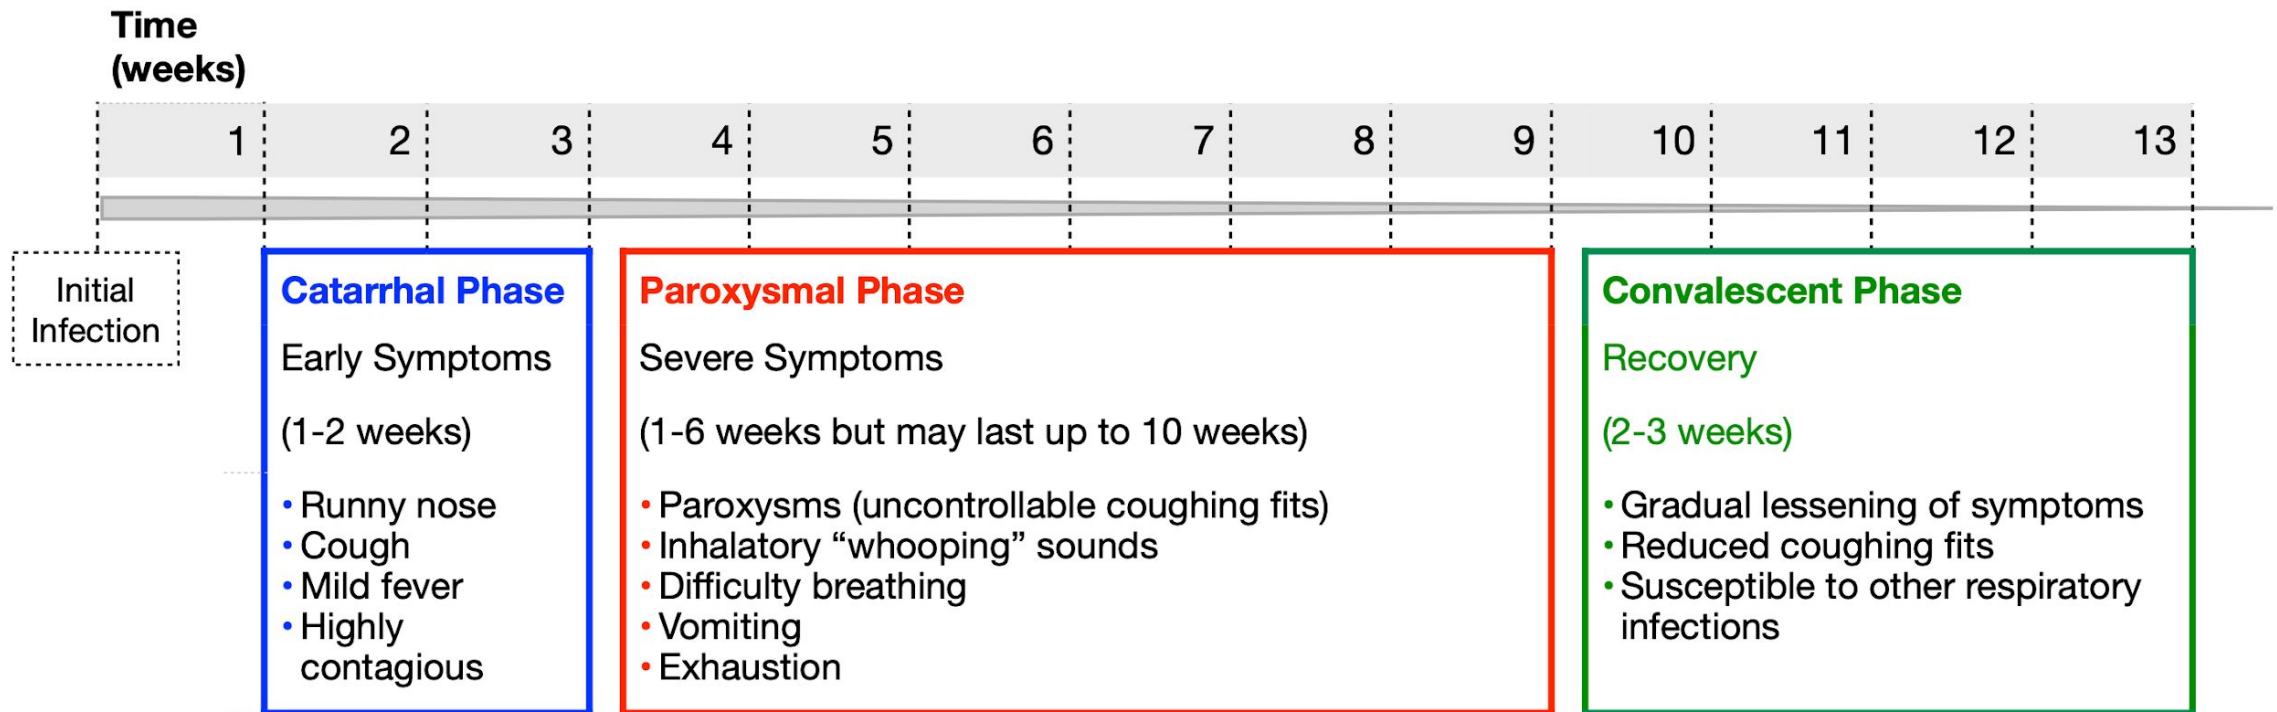 Time
(weeks)
1 2 3 4 5 6 7 8 9 10 11 12 13
Initial
Infection
Catarrhal Phase
Early Symptoms
(1-2 weeks)
• Runny nose
• Cough
• Mild fever
• Highly
contagious
Paroxysmal Phase
Severe Symptoms
(1-6 weeks but may last up to 10 weeks)
• Paroxysms (uncontrollable coughing fits)
• Inhalatory “whooping” sounds
• Difficulty breathing
• Vomiting
• Exhaustion
Convalescent Phase
Recovery
(2-3 weeks)
• Gradual lessening of symptoms
• Reduced coughing fits
• Susceptible to other respiratory
infections